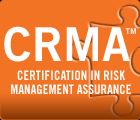 CRMA™
CERTIFICATION IN RISK
MANAGEMENT ASSURANCE